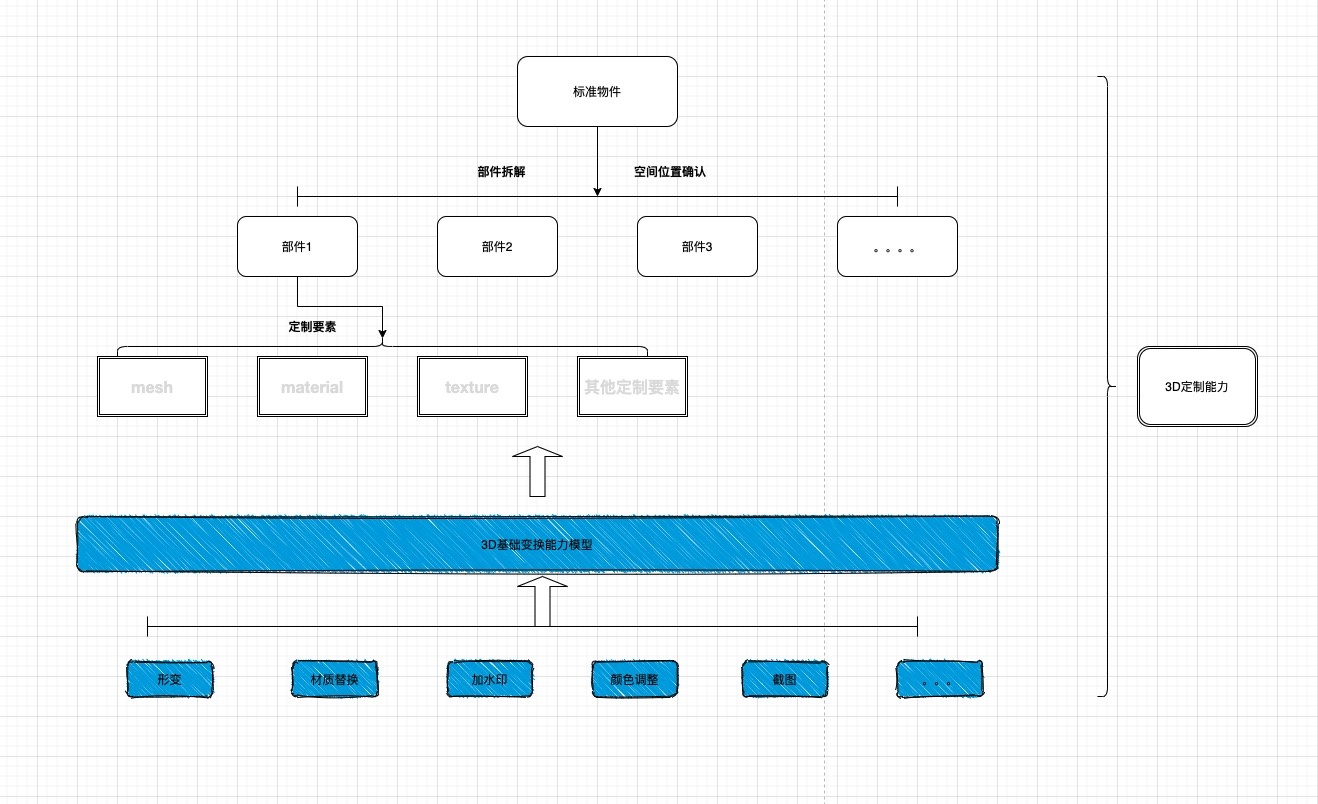 标准物件
部件拆解
空间位置确认
部件1
部件2
部件3
。。。。
定制要素
mesh
material
texture
其他定制要素
3D定制能力
3D基础变换能力模型
形变
材质替换
加水印
颜色调整
截图
。。。